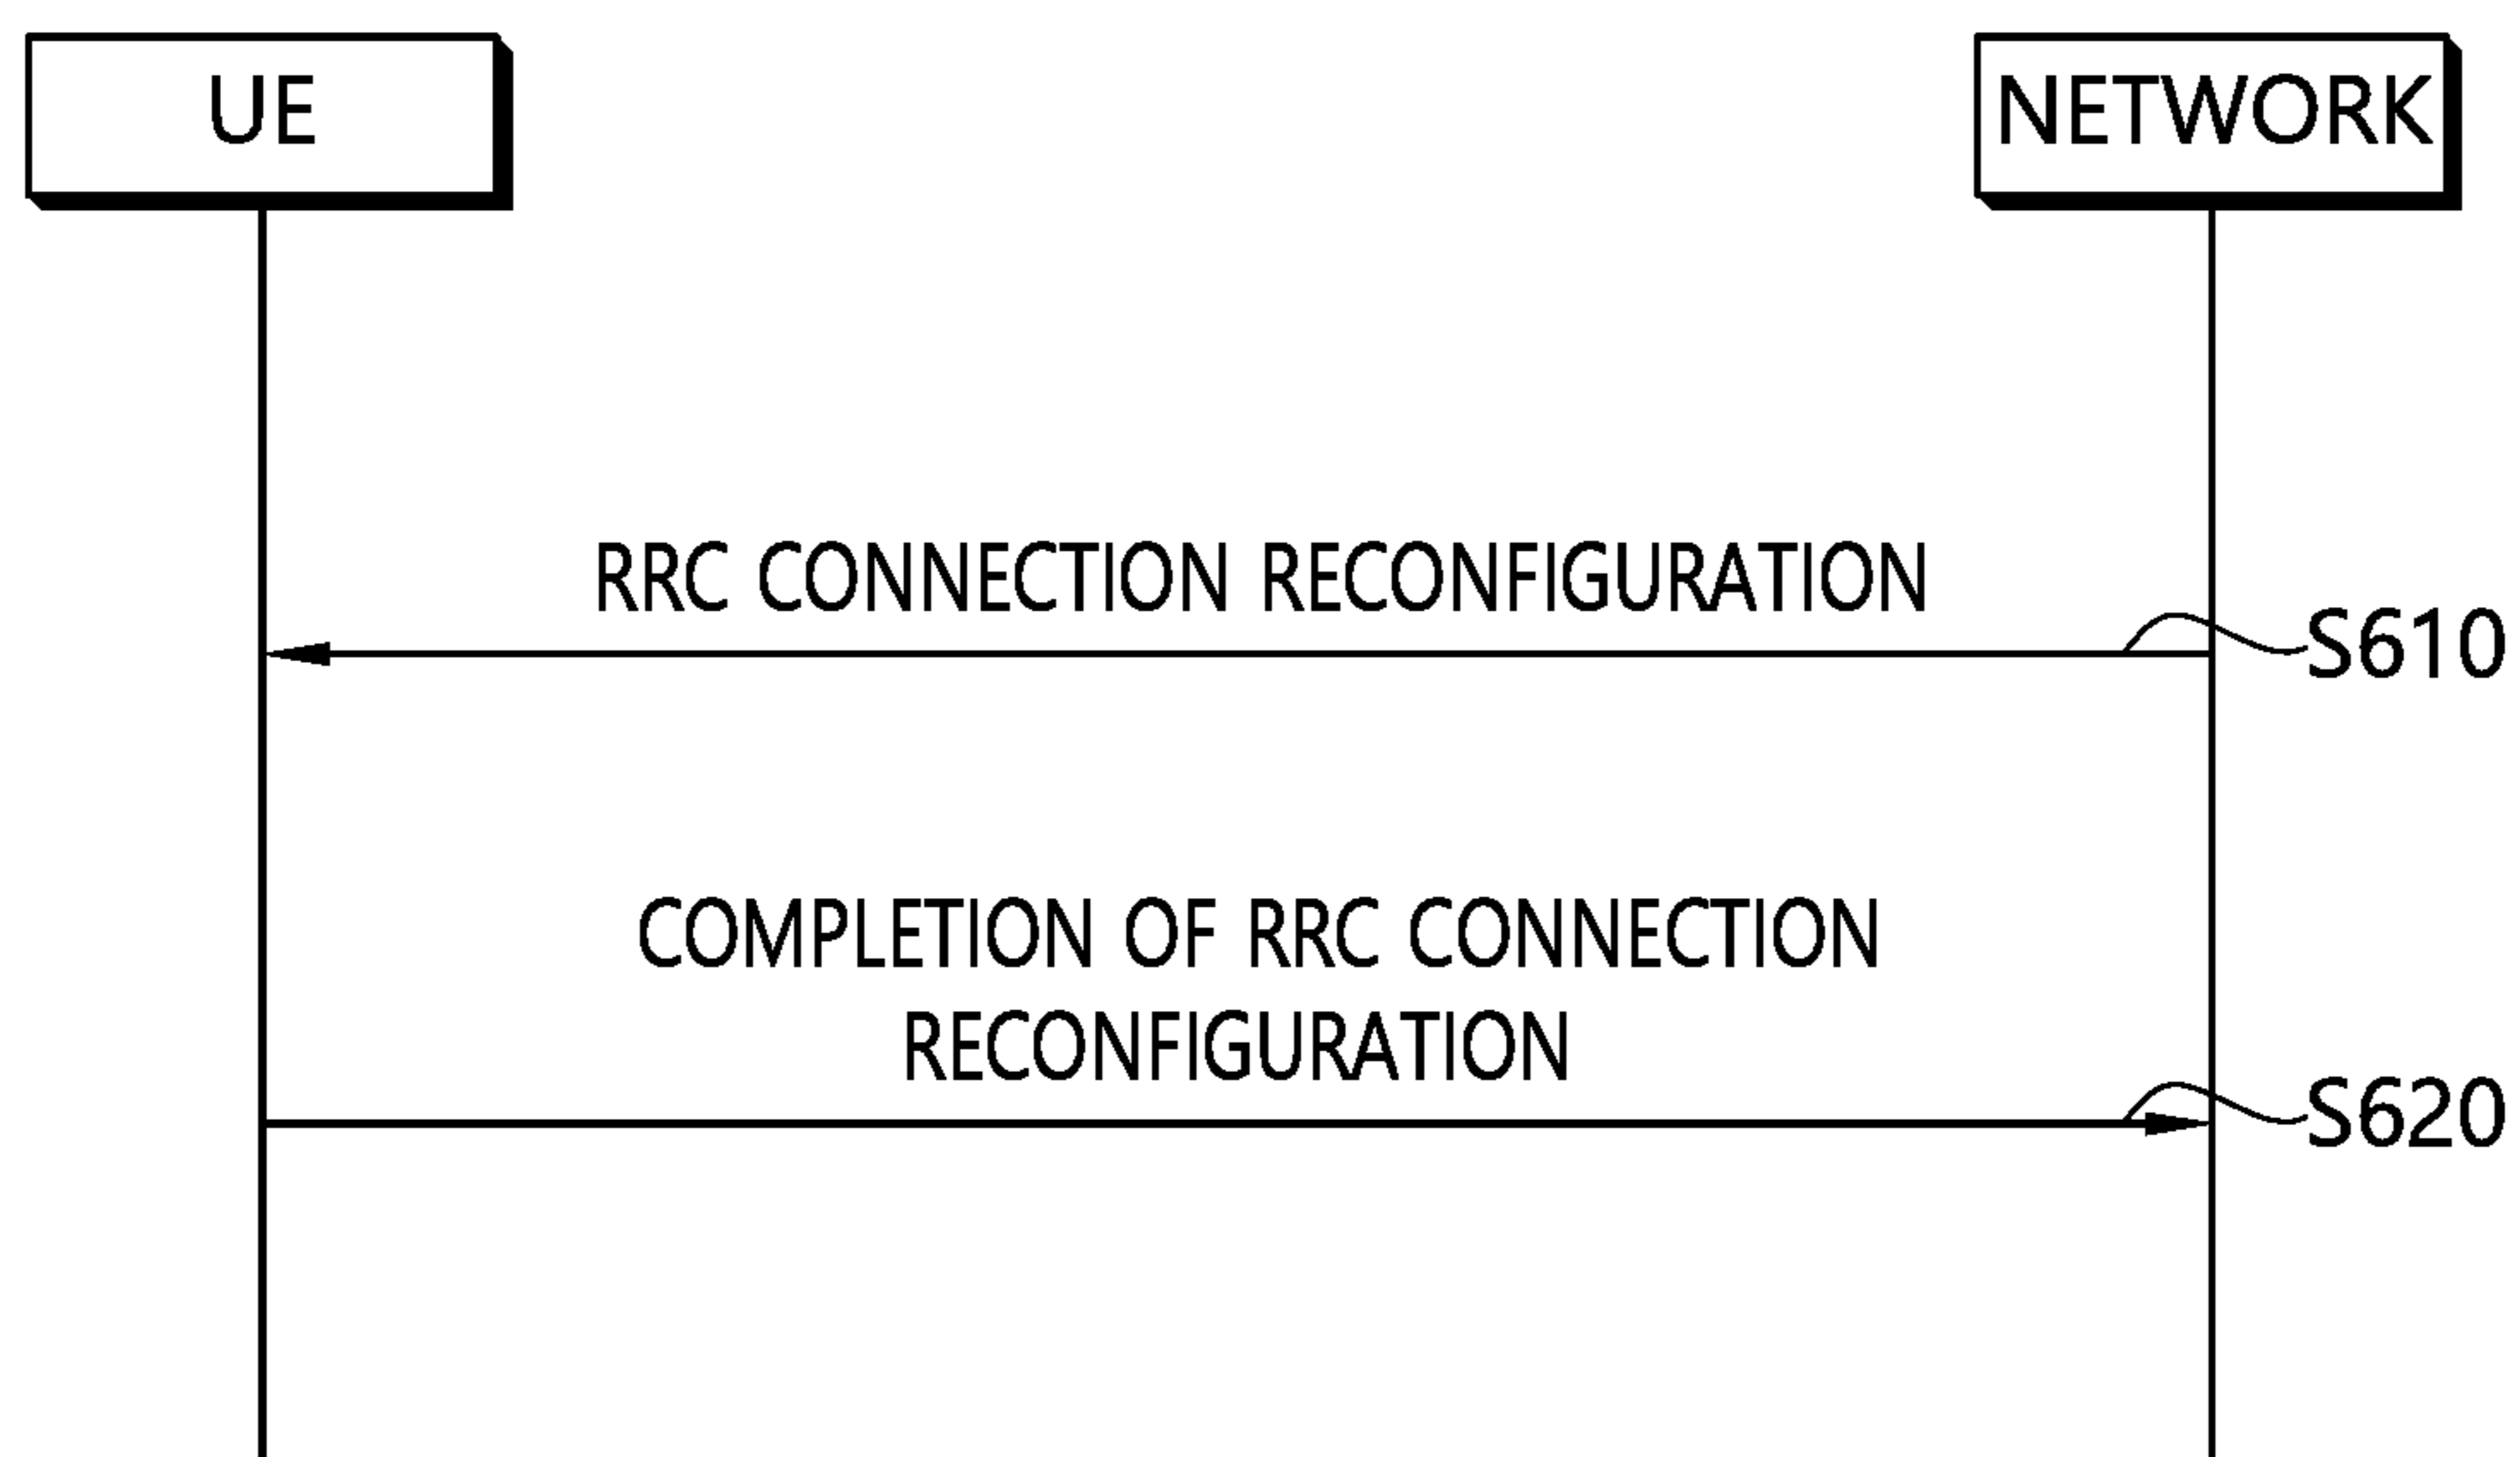 UE
NETWORK
RRC CONNECTION RECONFIGURATION
S610
COMPLETION OF RRC CONNECTION
RECONFIGURATION
S620